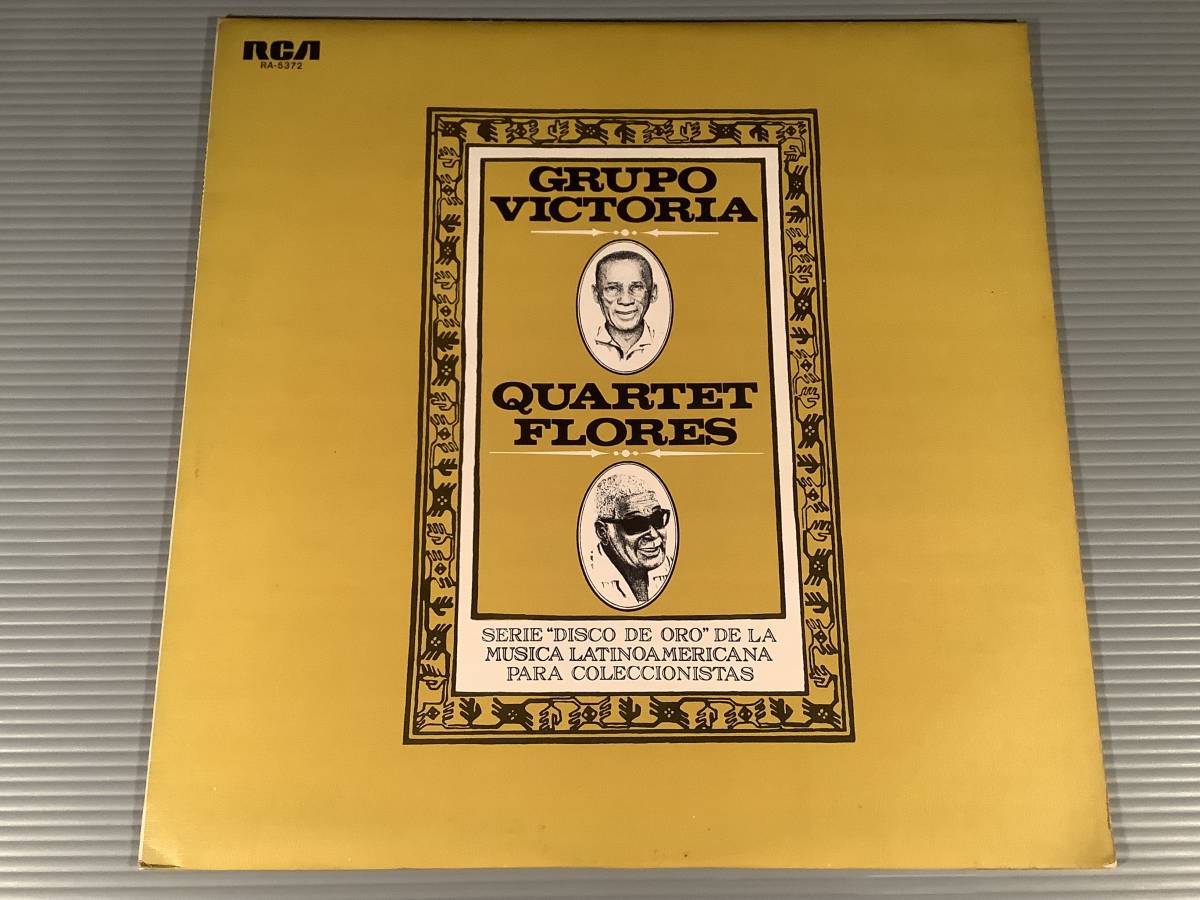 RCA
RA-5372
GRUPO
VICTORIA
QUARTET
FLORES
SERIE "DISCO DE ORO" DE LA
MUSICA LATINOAMERICANA
PARA COLECCIONISTAS